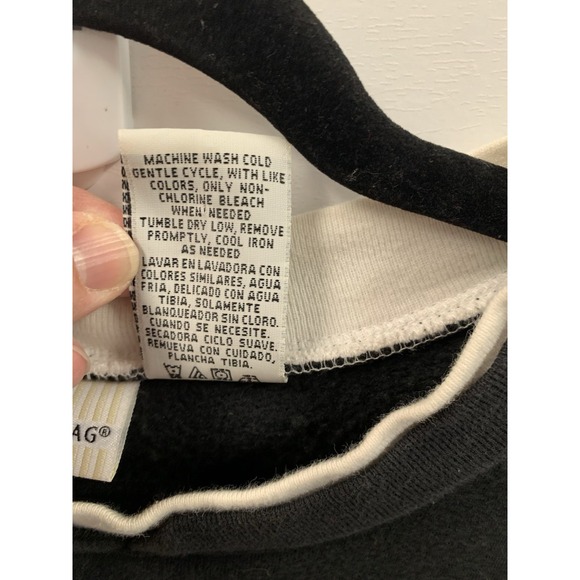 MACHINE WASH COLD
GENTLE CYCLE, WITH LIKE
COLORS, ONLY NON-
CHLORINE BLEACH
WHEN NEEDED
TUMBLE DRY LOW, REMOVE
PROMPTLY, COOL IRON
AS NEEDED
LAVAR EN LAVADORA CON
COLORES SIMILARES, AGUA
FRIA, DELICADO CON AGUA
TIBIA, SOLAMENTE
BLANQUEADOR SIN CLORO.
CUANDO SE NECESITE.
SECADORA CICLO SUAVE.
REMUEVA CON CUIDADO,
PLANCHA TIBIA.
AG®